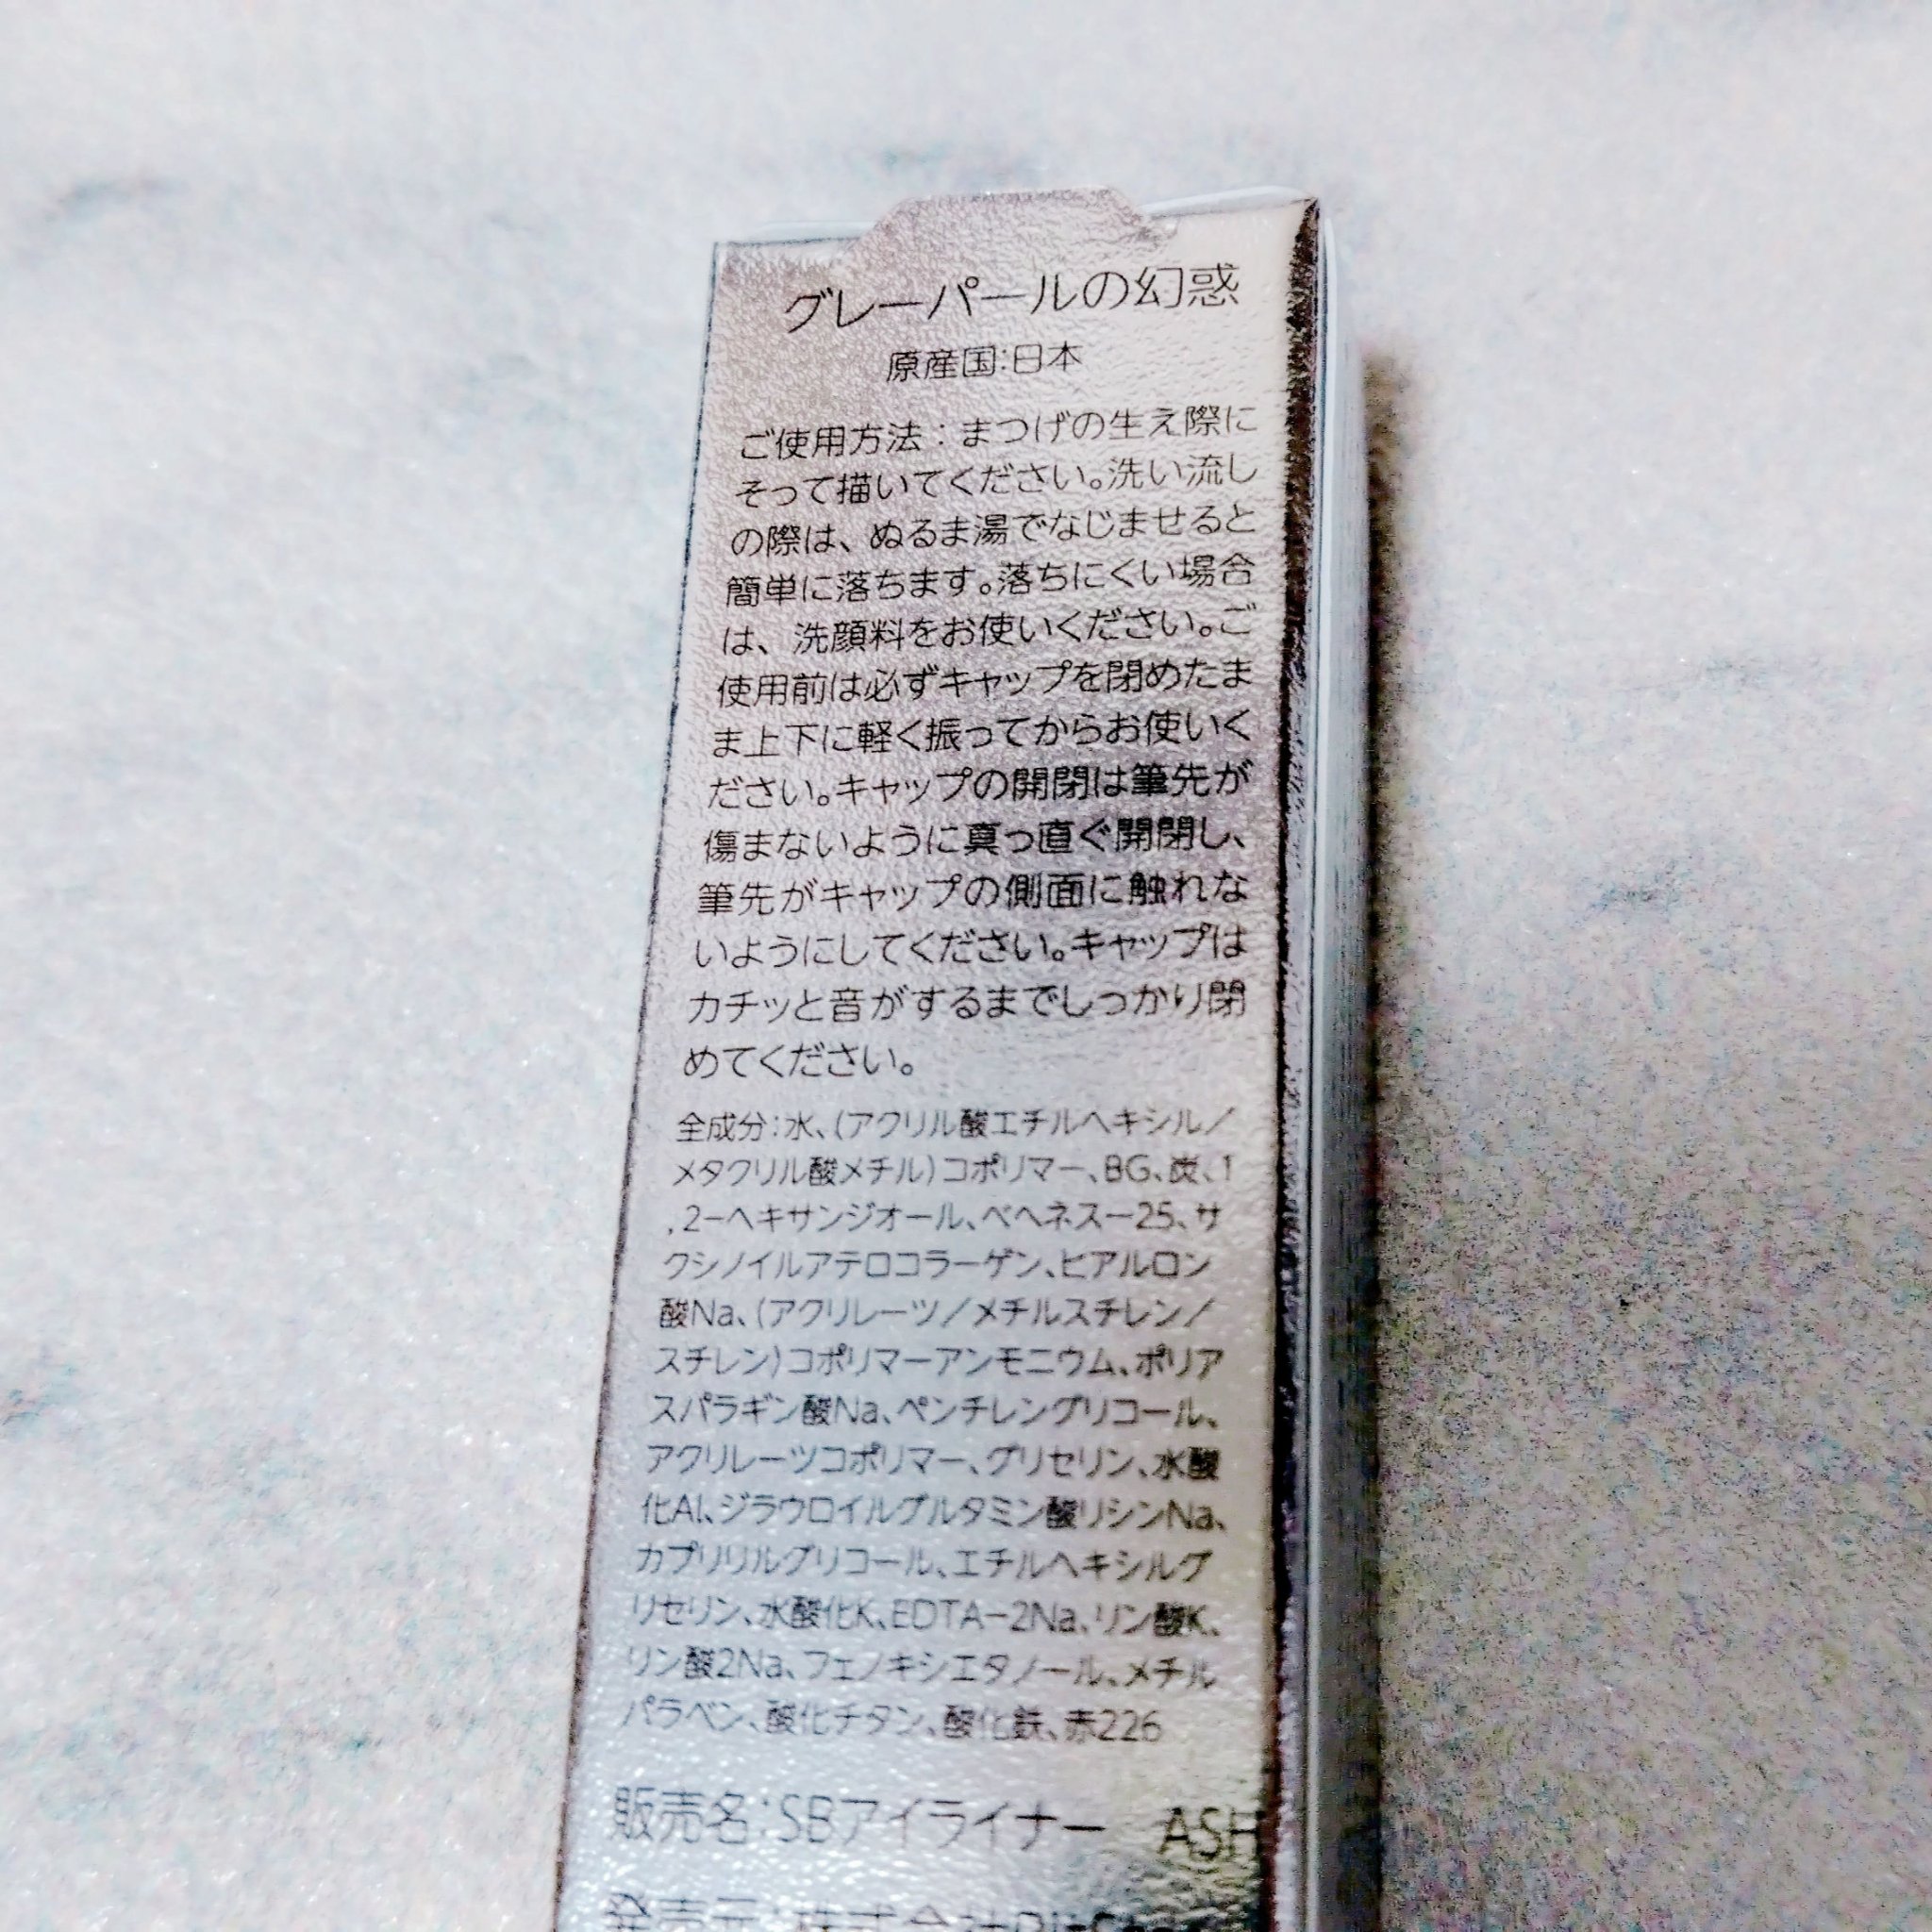 グレーパールの幻惑
原産国:日本
ご使用方法：まつげの生え際に
そって描いてください。洗い流し
の際は、ぬるま湯でなじませると
簡単に落ちます。落ちにくい場合
は、洗顔料をお使いください。ご
使用前は必ずキャップを閉めたま
ま上下に軽く振ってからお使いく
ださい。キャップの開閉は筆先が
傷まないように真っ直ぐ開閉し、
筆先がキャップの側面に触れな
いようにしてください。キャップは
カチッと音がするまでしっかり閉
めてください。
全成分:水、(アクリル酸エチルヘキシル／
メタクリル酸メチル)コポリマー、BG、炭、1
,2−ヘキサンジオール、ベヘネスー25、サ
クシノイルアテロコラーゲン、ヒアルロン
酸Na、(アクリレーツ／メチルスチレン／
スチレン)コポリマーアンモニウム、ポリア
スパラギン酸Na、ペンチレングリコール、
アクリレーツコポリマー、グリセリン、水酸
化Al、ジラウロイルグルタミン酸リシンNa、
カプリリルグリコール、エチルヘキシルグ
リセリン、水酸化K、EDTA−2Na、リン酸K、
リン酸2Na、フェノキシエタノール、メチル
パラベン、酸化チタン、酸化鉄、赤226
販売名:SBアイライナー ASH
発売元:株式会社